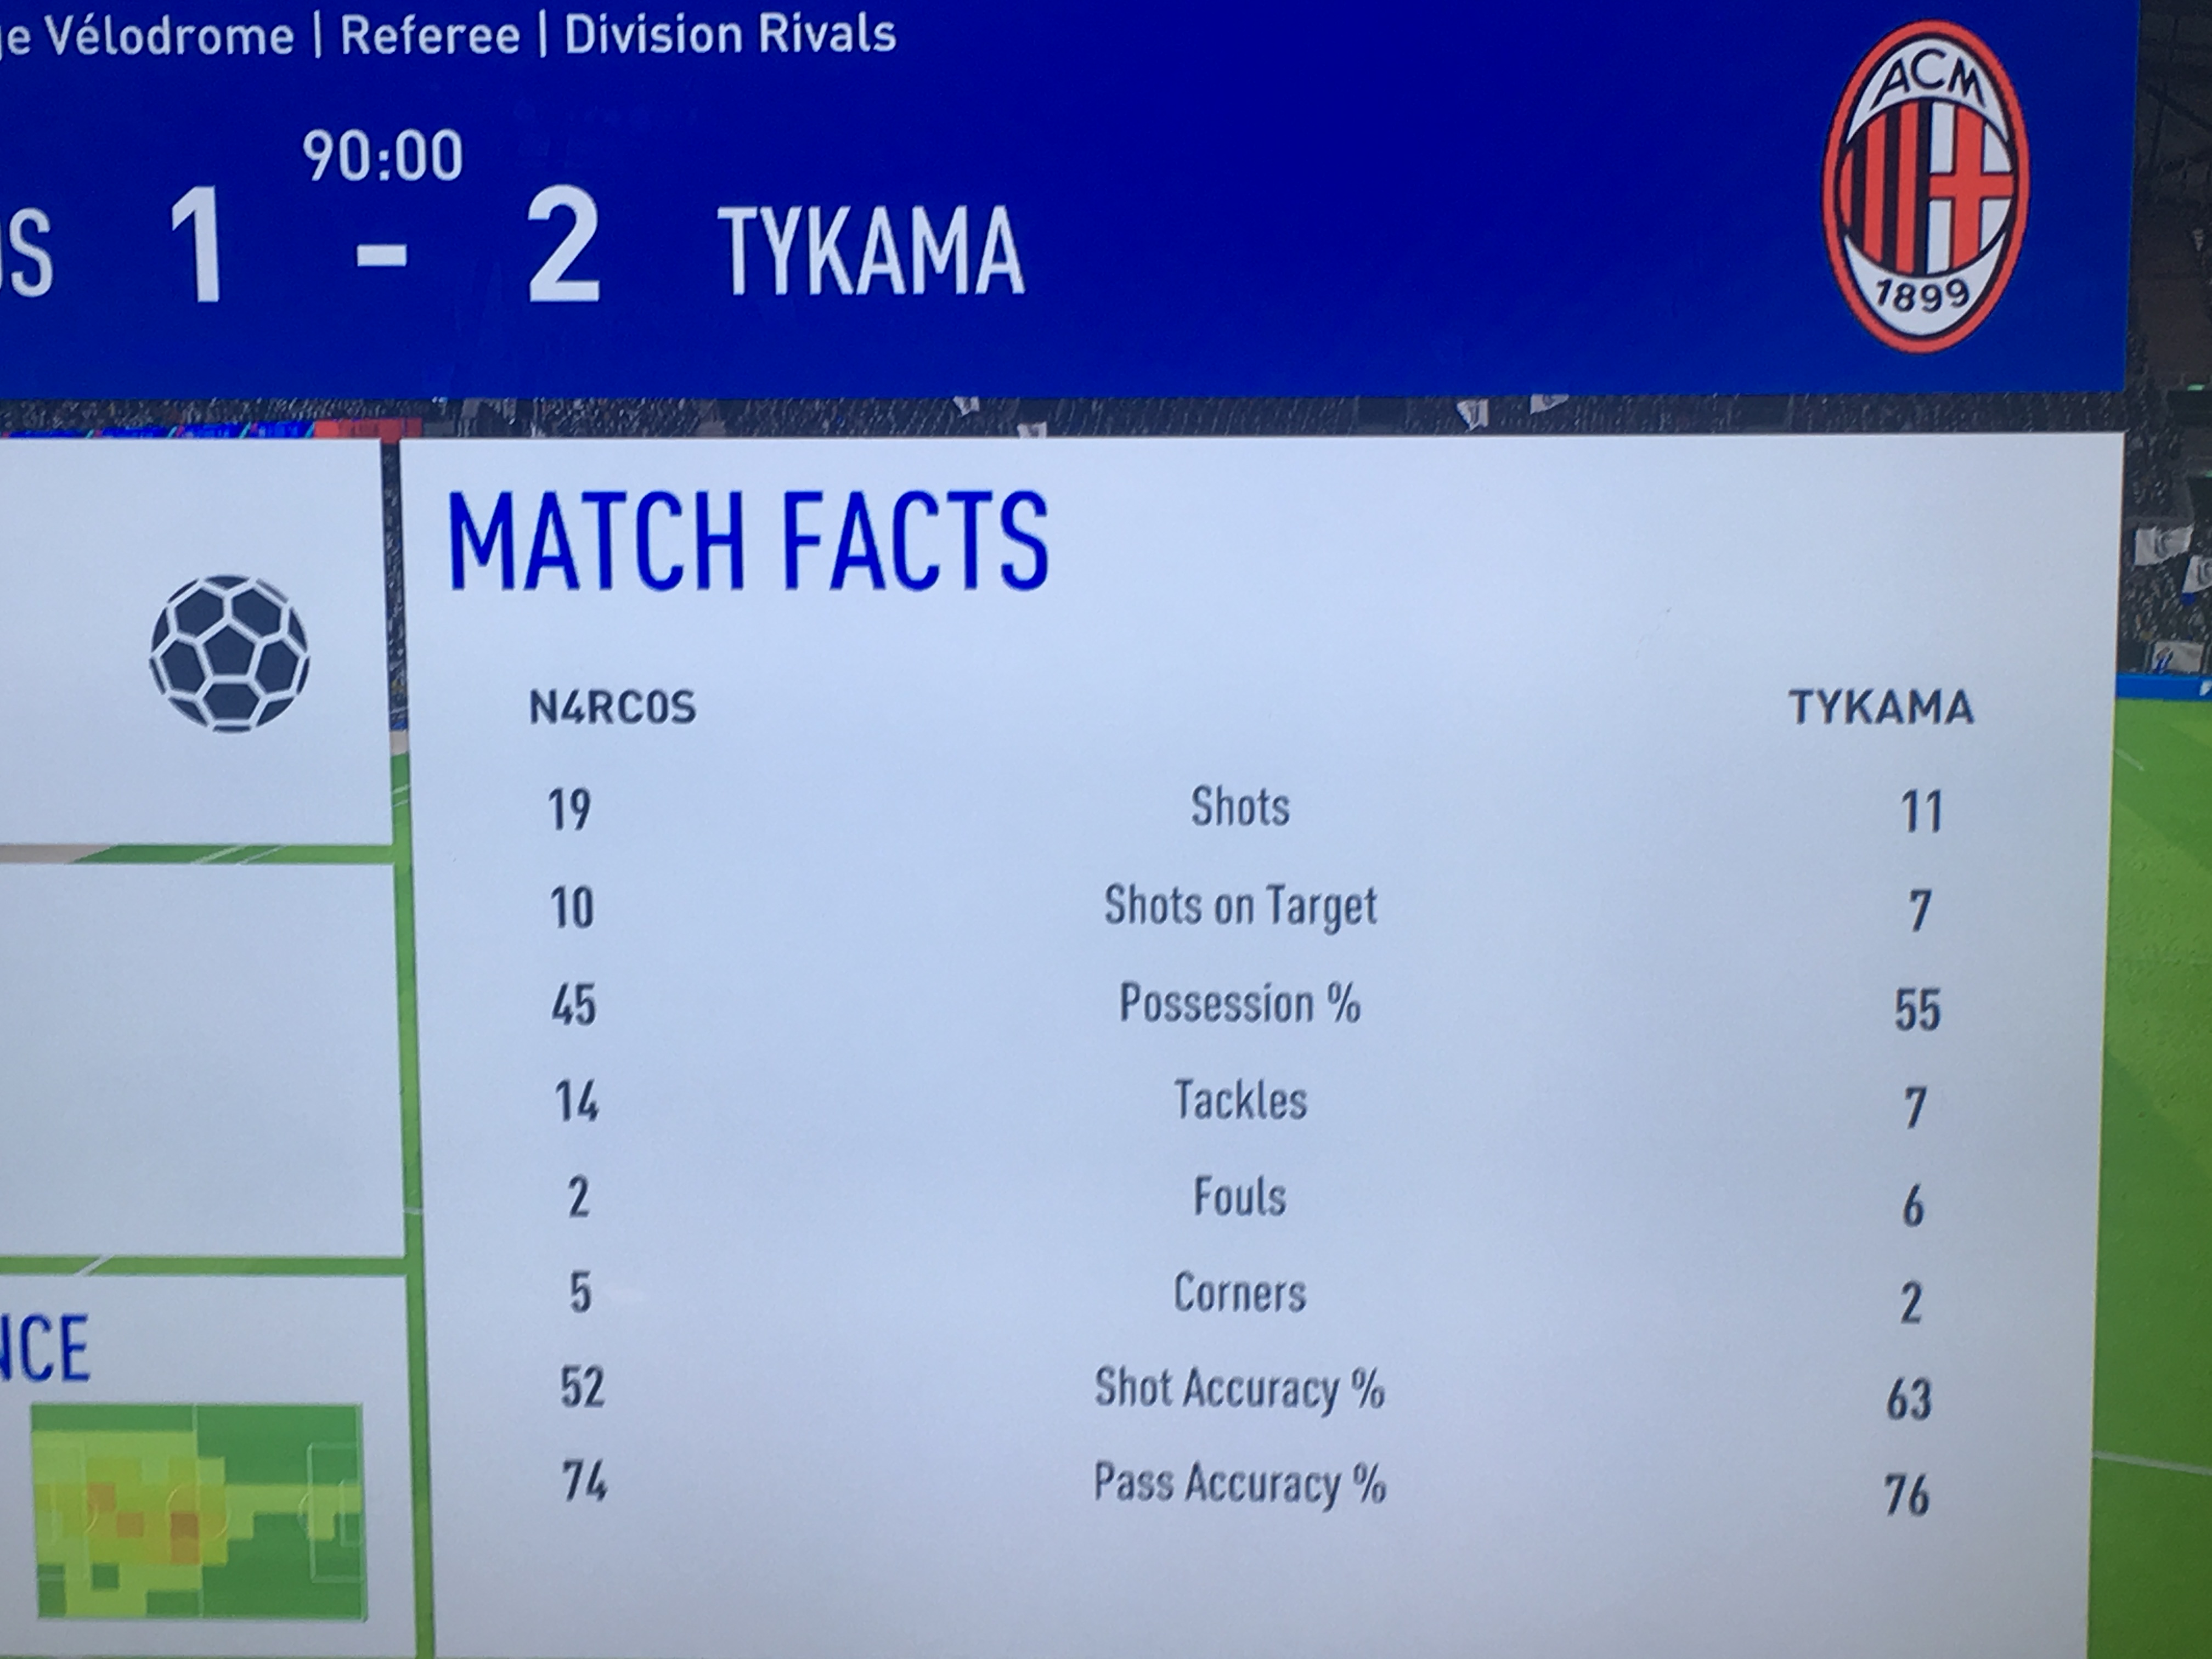 Vélodrome | Referee | Division Rivals
90:00
1 - 2 TYKAMA
ACM
1899
MATCH FACTS
N4RC0S TYKAMA
19 Shots 11
10 Shots on Target 7
45 Possession % 55
14 Tackles 7
2 Fouls 6
5 Corners 2
52 Shot Accuracy % 63
74 Pass Accuracy % 76